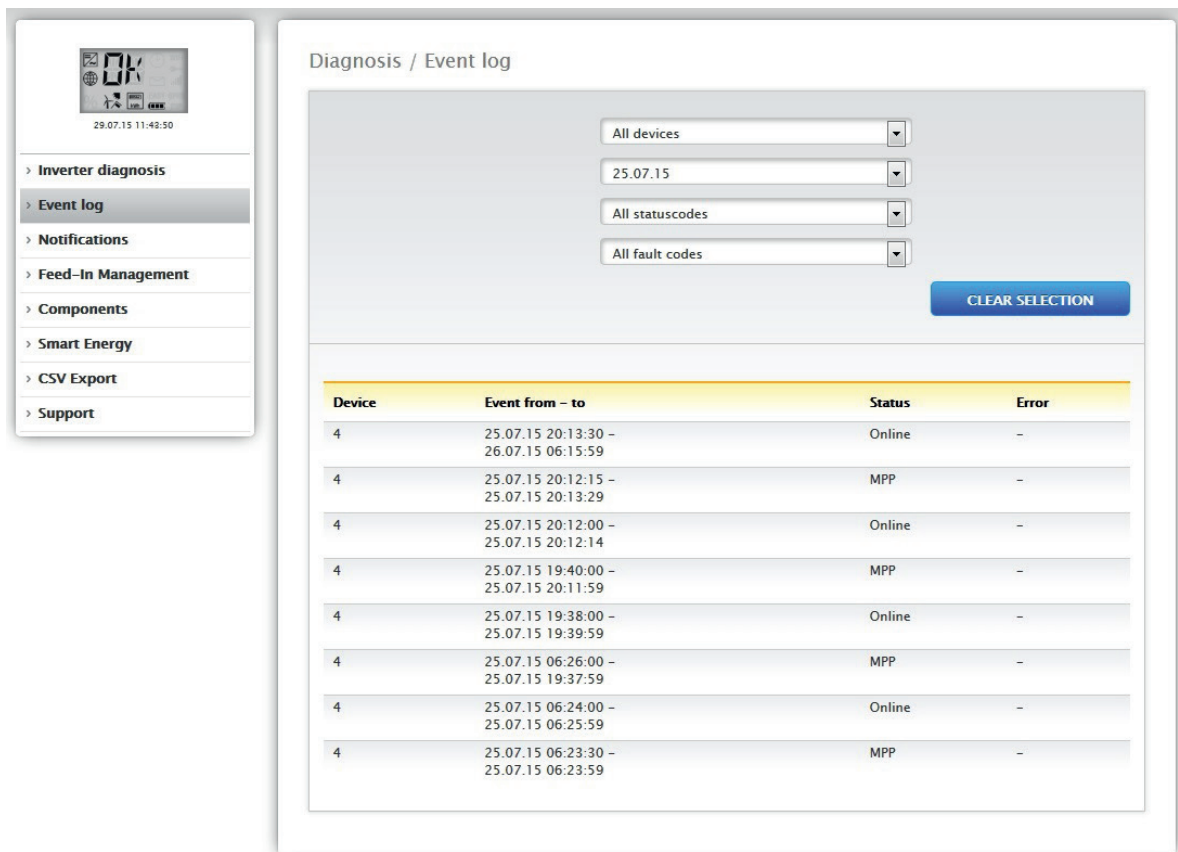 OK
29.07.15 11:43:50
› Inverter diagnosis
› Event log
› Notifications
› Feed-In Management
› Components
› Smart Energy
› CSV Export
› Support
Diagnosis / Event log
All devices
25.07.15
All statuscodes
All fault codes
CLEAR SELECTION
Device Event from – to Status Error
4 25.07.15 20:13:30 – Online –
26.07.15 06:15:59
4 25.07.15 20:12:15 – MPP –
25.07.15 20:13:29
4 25.07.15 20:12:00 – Online –
25.07.15 20:12:14
4 25.07.15 19:40:00 – MPP –
25.07.15 20:11:59
4 25.07.15 19:38:00 – Online –
25.07.15 19:39:59
4 25.07.15 06:26:00 – MPP –
25.07.15 19:37:59
4 25.07.15 06:24:00 – Online –
25.07.15 06:25:59
4 25.07.15 06:23:30 – MPP –
25.07.15 06:23:59